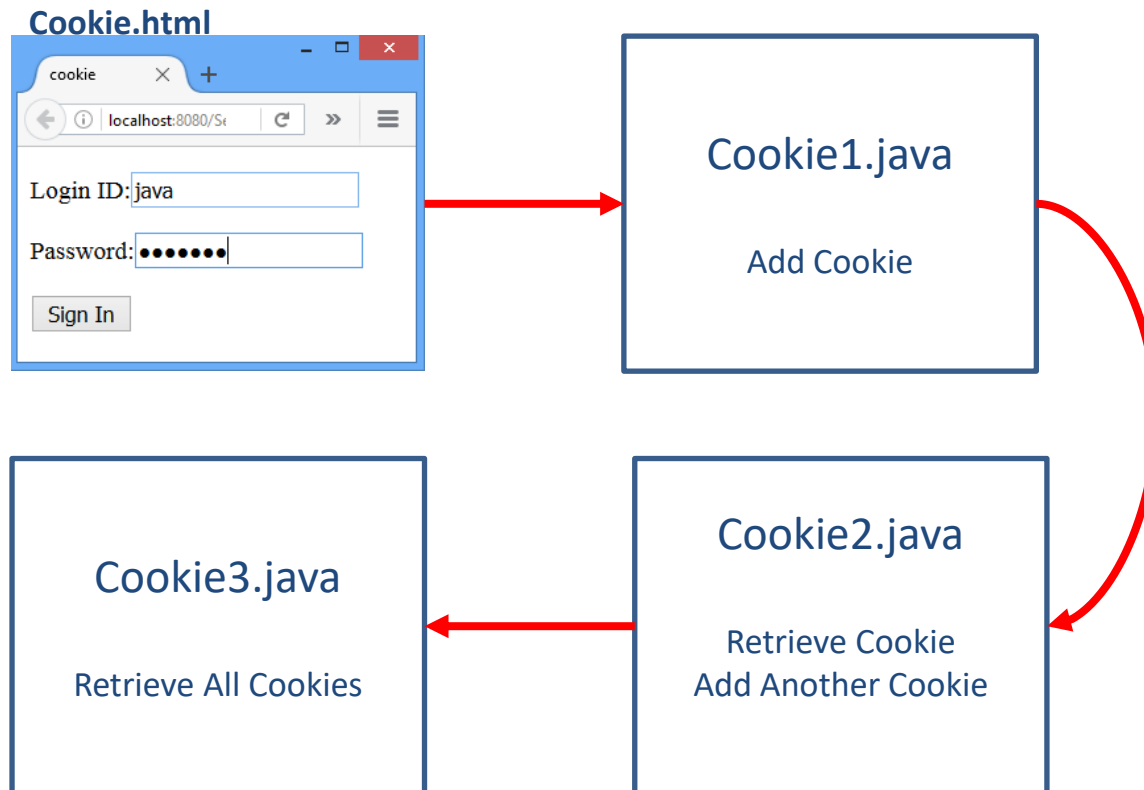 Cookie.html
cookie
localhost:8080/Se
Login ID: java
Password: •••••••
Sign In
Cookie1.java
Add Cookie
Cookie2.java
Retrieve Cookie
Add Another Cookie
Cookie3.java
Retrieve All Cookies